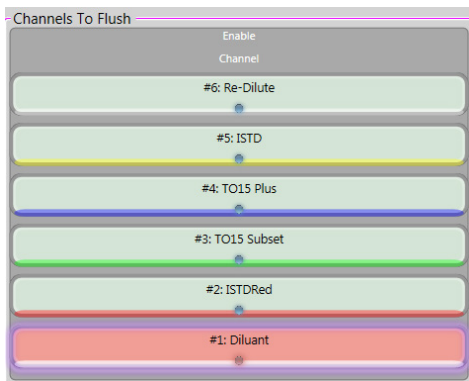 Channels To Flush
Enable
Channel
#6: Re-Dilute
#5: ISTD
#4: TO15 Plus
#3: TO15 Subset
#2: ISTDRed
#1: Diluant